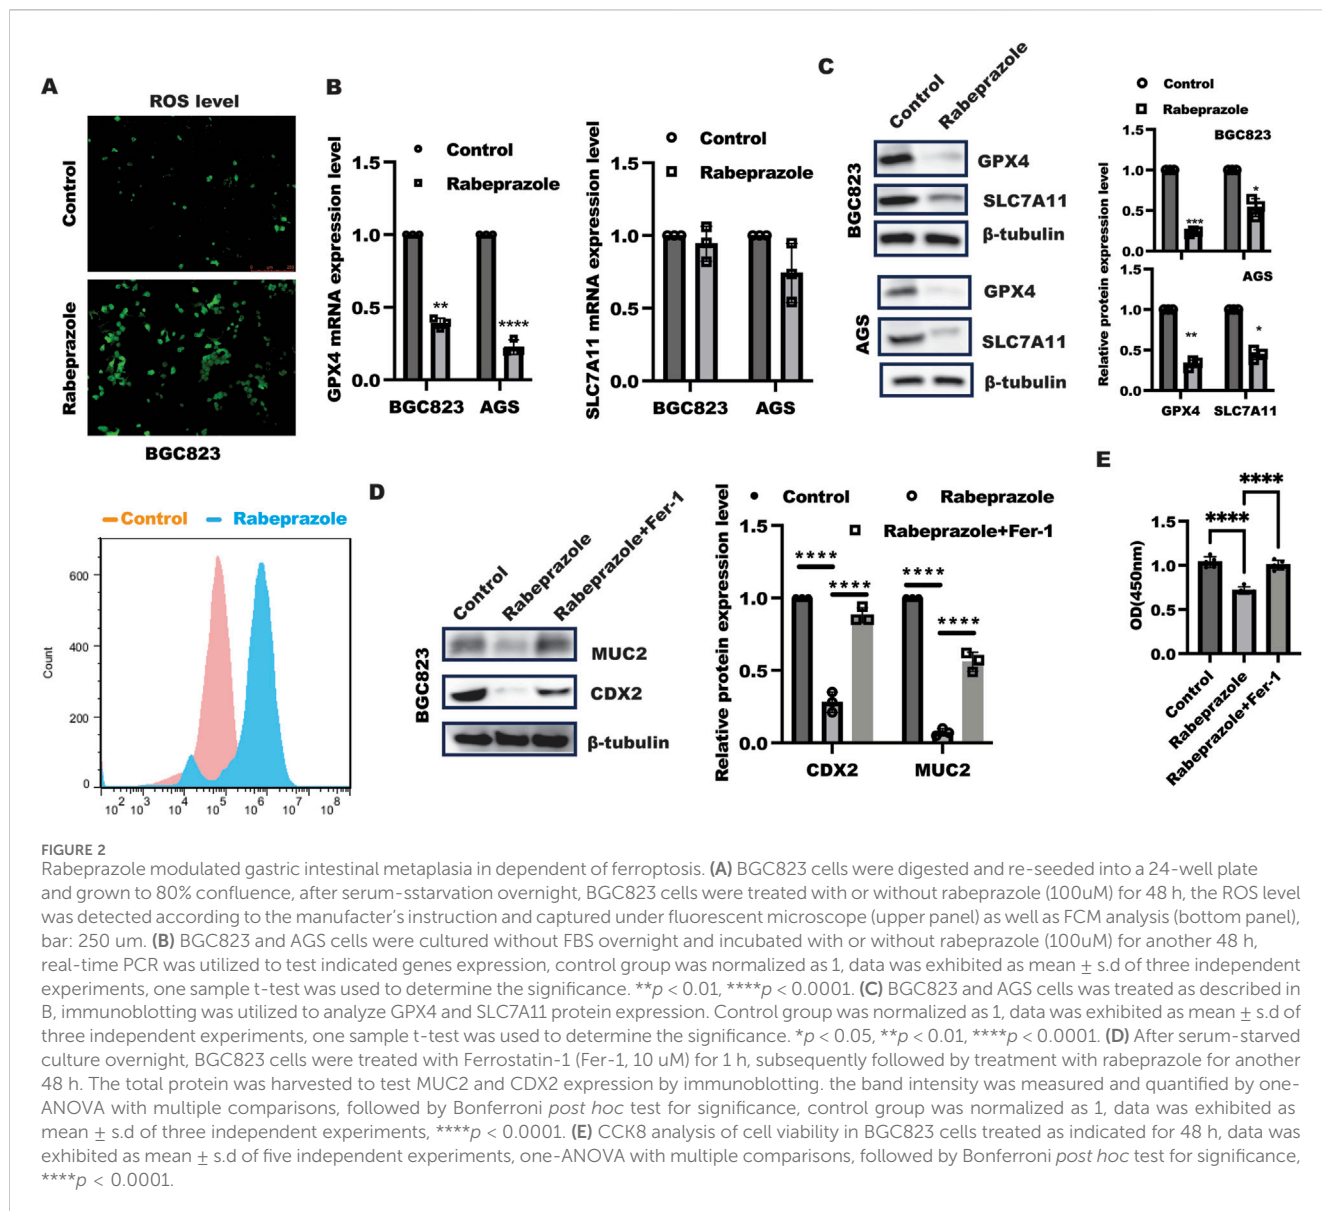 A
ROS level
Control
Rabeprazole
BGC823
Control
Rabeprazole
Count
600
400
200
0
10² 10³ 10⁴ 10⁵ 10⁶ 10⁷ 10⁸
B
GPX4 mRNA expression level
Control
Rabeprazole
1.5
1.0
0.5
0.0
**
****
BGC823 AGS
SLC7A11 mRNA expression level
Control
Rabeprazole
1.5
1.0
0.5
0.0
BGC823 AGS
C
Control
Rabeprazole
BGC823
GPX4
SLC7A11
β-tubulin
AGS
GPX4
SLC7A11
β-tubulin
Control
Rabeprazole
Relative protein expression level
BGC823
1.5
1.0
0.5
0.0
***
*
AGS
1.5
1.0
0.5
0.0
**
*
GPX4 SLC7A11
D
Control
Rabeprazole
Rabeprazole+Fer-1
BGC823
MUC2
CDX2
β-tubulin
Control
Rabeprazole
Rabeprazole+Fer-1
Relative protein expression level
1.5
1.0
0.5
0.0
****
****
****
****
CDX2 MUC2
E
OD(450nm)
1.5
1.0
0.5
0.0
****
****
Control
Rabeprazole
Rabeprazole+Fer-1
FIGURE 2
Rabeprazole modulated gastric intestinal metaplasia in dependent of ferroptosis. (A) BGC823 cells were digested and re-seeded into a 24-well plate
and grown to 80% confluence, after serum-sstarvation overnight, BGC823 cells were treated with or without rabeprazole (100uM) for 48 h, the ROS level
was detected according to the manufacter's instruction and captured under fluorescent microscope (upper panel) as well as FCM analysis (bottom panel),
bar: 250 um. (B) BGC823 and AGS cells were cultured without FBS overnight and incubated with or without rabeprazole (100uM) for another 48 h,
real-time PCR was utilized to test indicated genes expression, control group was normalized as 1, data was exhibited as mean ± s.d of three independent
experiments, one sample t-test was used to determine the significance. **p < 0.01, ****p < 0.0001. (C) BGC823 and AGS cells was treated as described in
B, immunoblotting was utilized to analyze GPX4 and SLC7A11 protein expression. Control group was normalized as 1, data was exhibited as mean ± s.d of
three independent experiments, one sample t-test was used to determine the significance. *p < 0.05, **p < 0.01, ****p < 0.0001. (D) After serum-starved
culture overnight, BGC823 cells were treated with Ferrostatin-1 (Fer-1, 10 uM) for 1 h, subsequently followed by treatment with rabeprazole for another
48 h. The total protein was harvested to test MUC2 and CDX2 expression by immunoblotting. the band intensity was measured and quantified by one-
ANOVA with multiple comparisons, followed by Bonferroni post hoc test for significance, control group was normalized as 1, data was exhibited as
mean ± s.d of three independent experiments, ****p < 0.0001. (E) CCK8 analysis of cell viability in BGC823 cells treated as indicated for 48 h, data was
exhibited as mean ± s.d of five independent experiments, one-ANOVA with multiple comparisons, followed by Bonferroni post hoc test for significance,
****p < 0.0001.